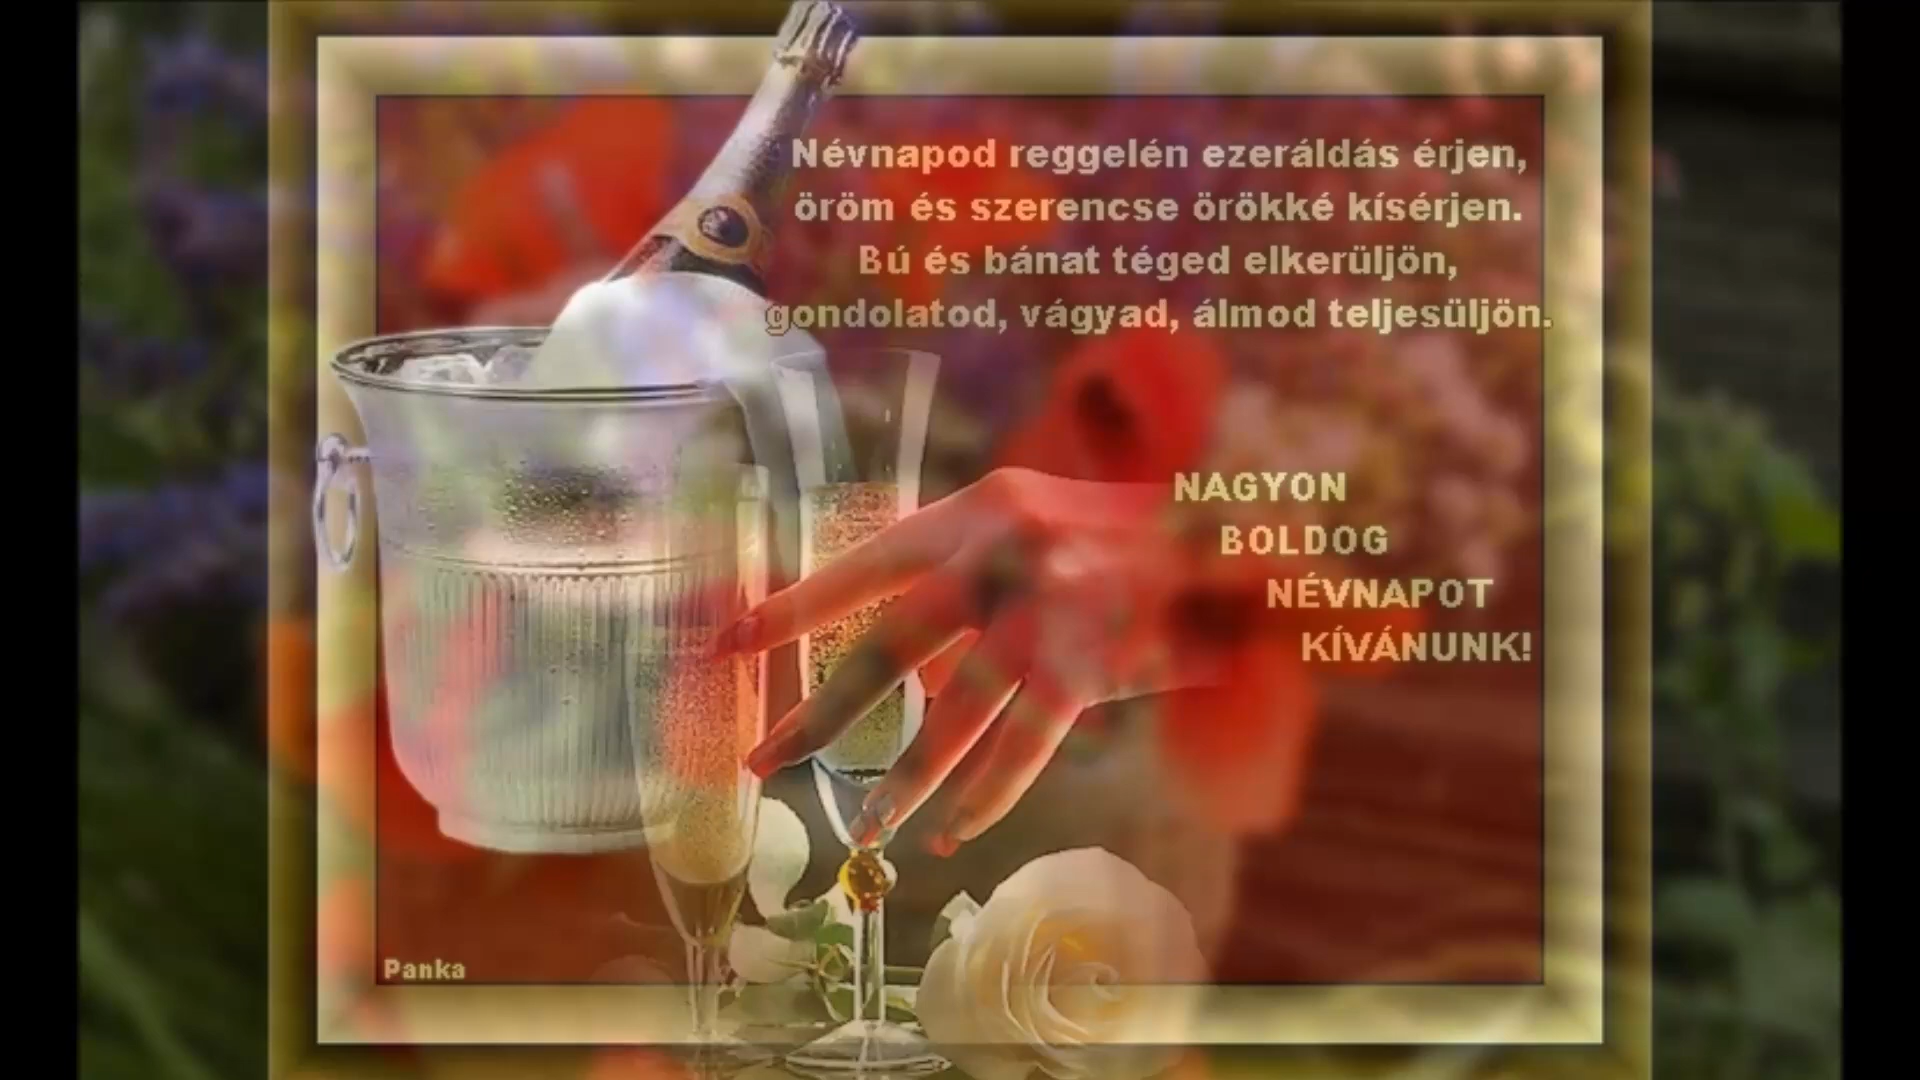 Névnapod reggelén ezeráldás érjen,
öröm és szerencse örökké kísérjen.
Bú és bánat téged elkerüljön,
gondolatod, vágyad, álmod teljesüljön.
NAGYON
BOLDOG
NÉVNAPOT
KÍVÁNUNK!
Panka